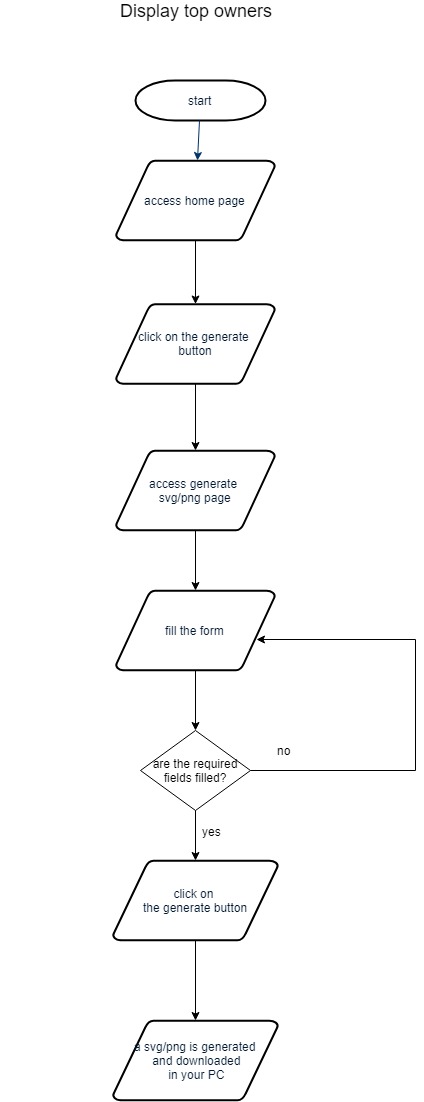 Display top owners
start
access home page
click on the generate
button
access generate
svg/png page
fill the form
no
are the required
fields filled?
yes
click on
the generate button
a svg/png is generated
and downloaded
in your PC